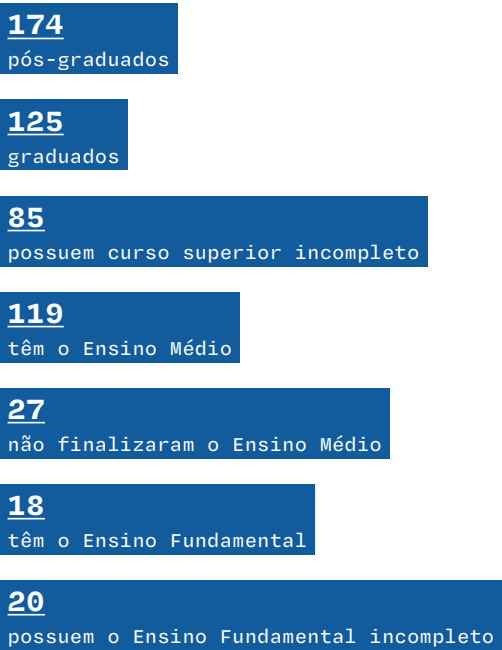 174
pós-graduados
125
graduados
85
possuem curso superior incompleto
119
têm o Ensino Médio
27
não finalizaram o Ensino Médio
18
têm o Ensino Fundamental
20
possuem o Ensino Fundamental incompleto